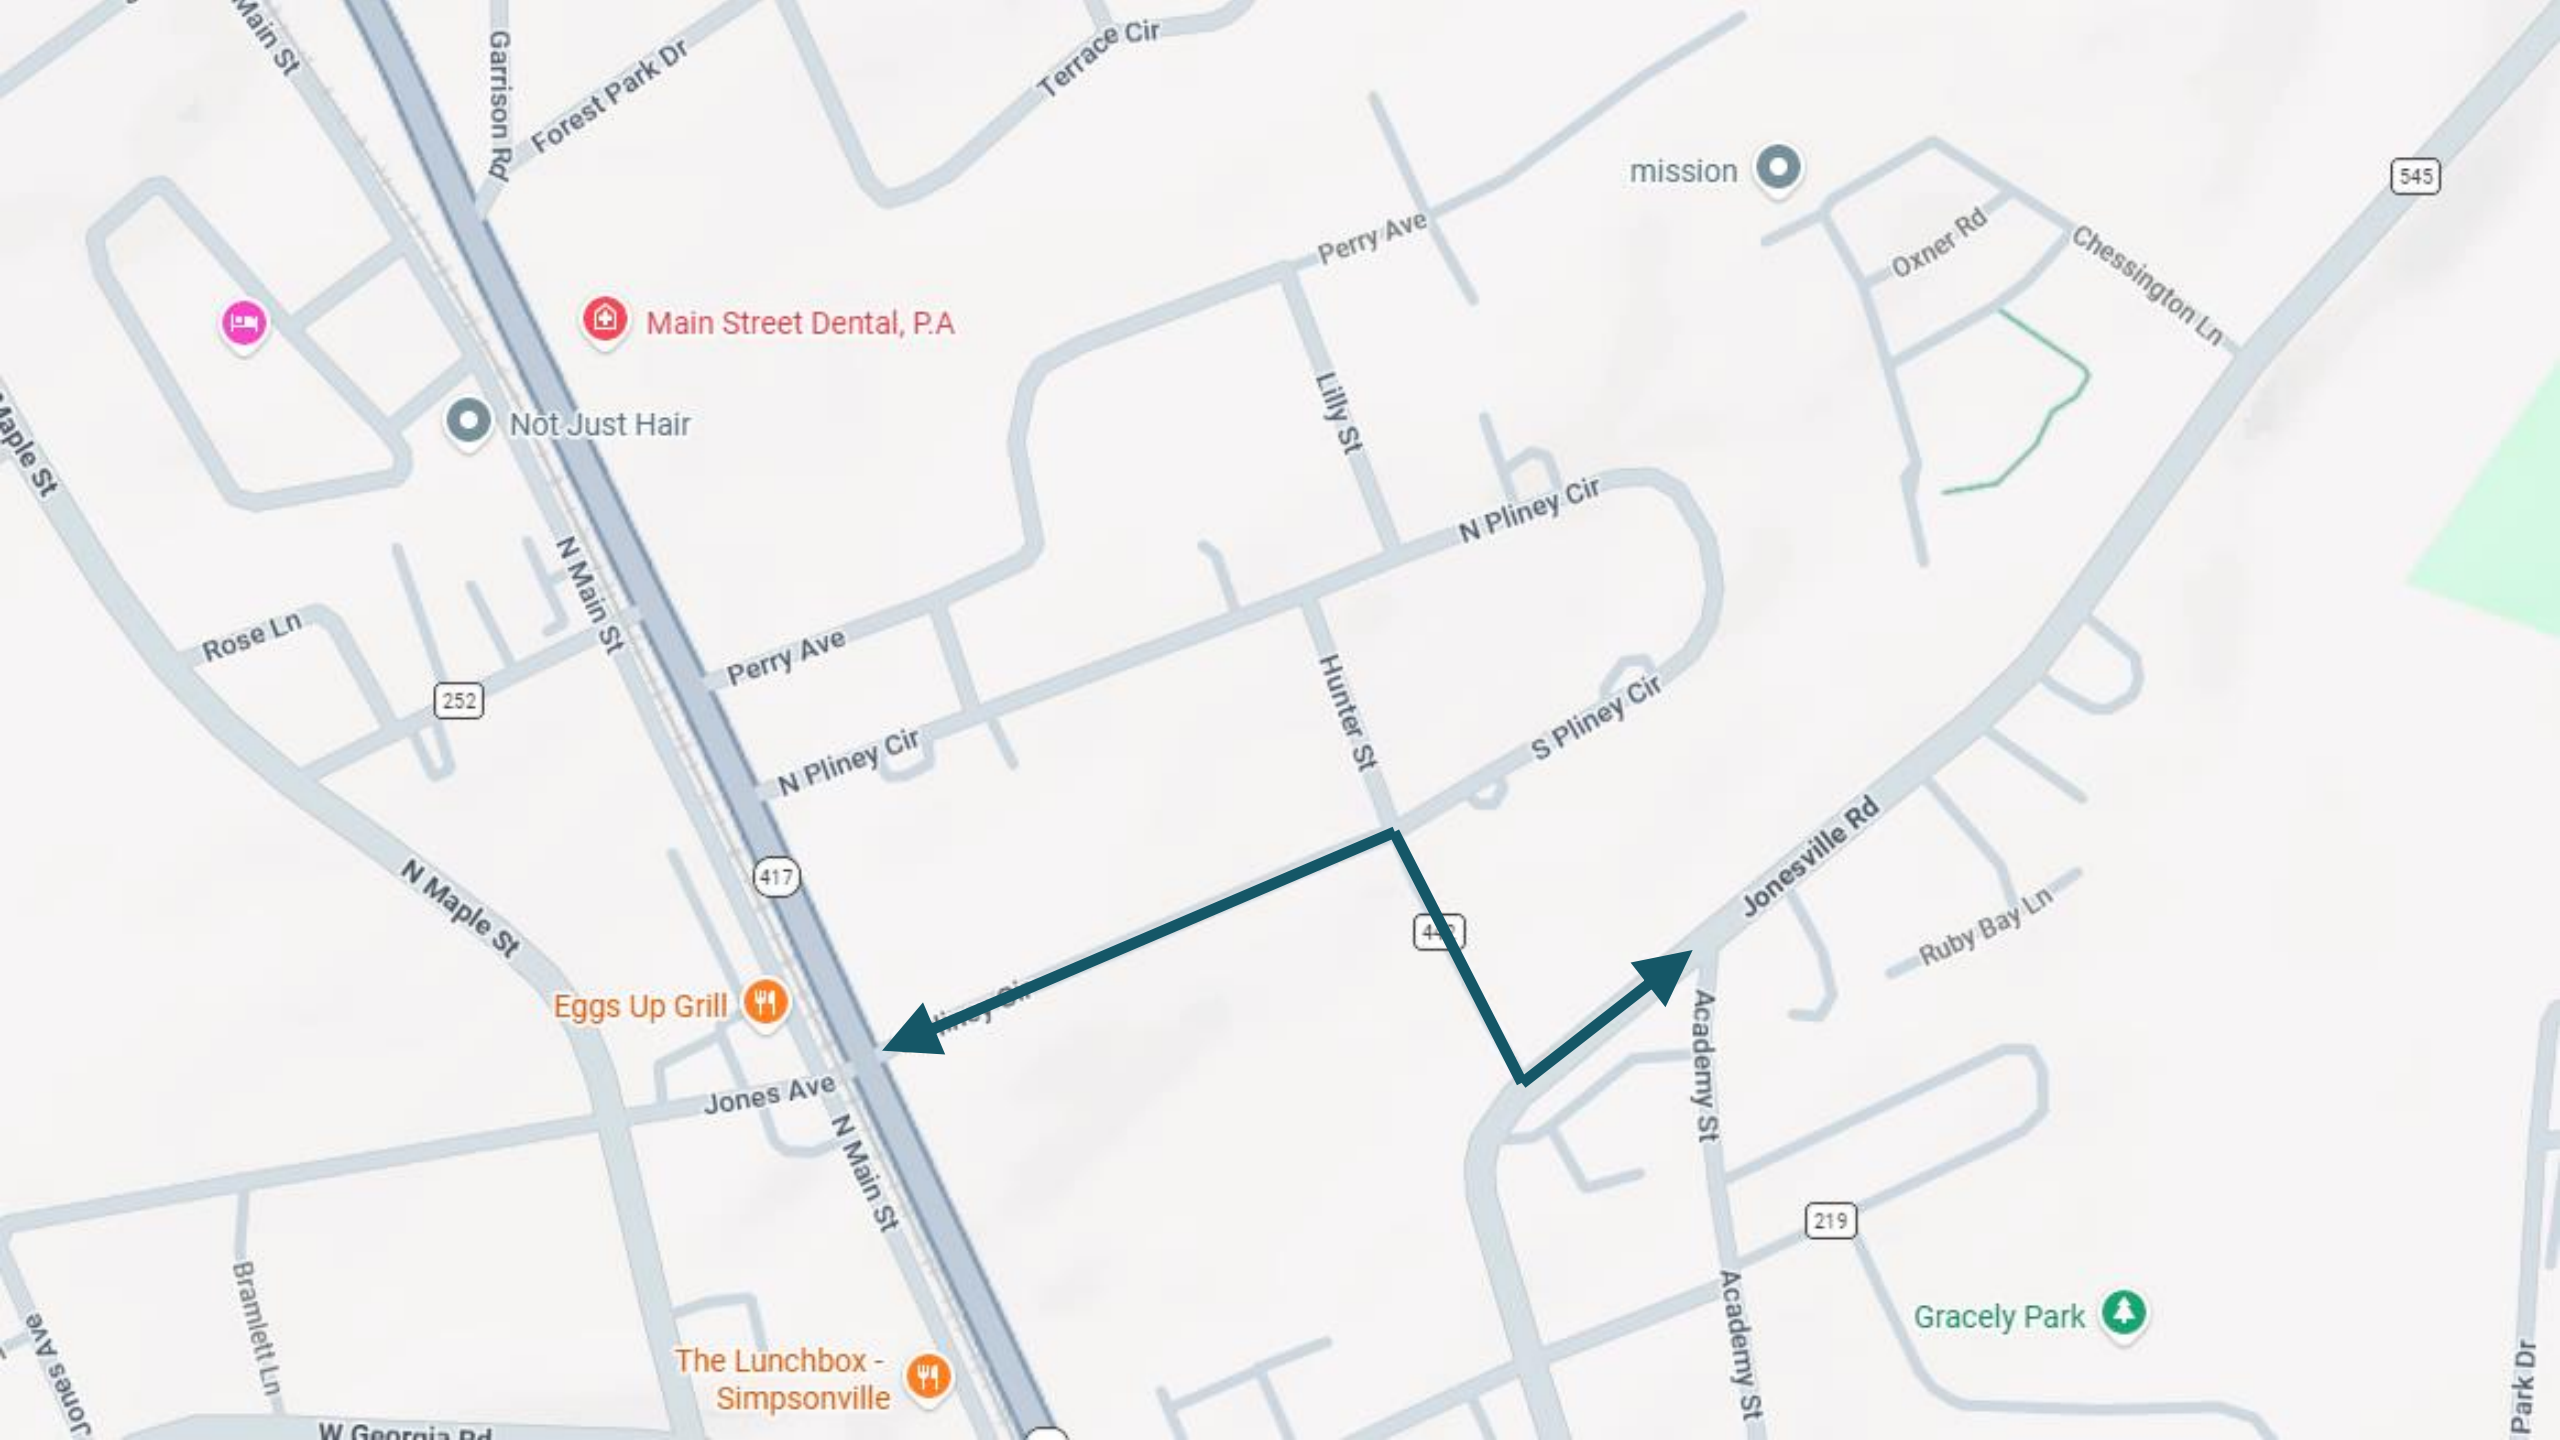 Main St
Garrison Rd
Forest Park Dr
Terrace Cir
mission
545
Perry Ave
Oxner Rd
Chessington Ln
Main Street Dental, P.A
Not Just Hair
Maple St
Lilly St
N Pliney Cir
N Main St
Rose Ln
Perry Ave
252
Hunter St
S Pliney Cir
N Pliney Cir
417
Jonesville Rd
N Maple St
Ruby Bay Ln
Eggs Up Grill
Academy St
Jones Ave
N Main St
219
Bramlett Ln
Jones Ave
Academy St
Gracely Park
The Lunchbox -
Simpsonville
Park Dr
W Georgia Rd